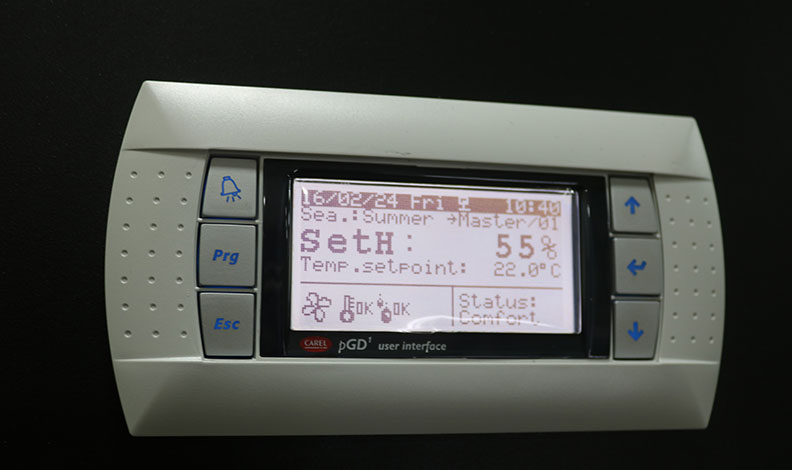 16/02/24 Fri 10:40
Sea.:Summer →Master/01
SetH: 55%
Temp.setpoint: 22.0°C
OK OK
Status:
Comfort
Prg
Esc
CAREL pGD¹ user interface